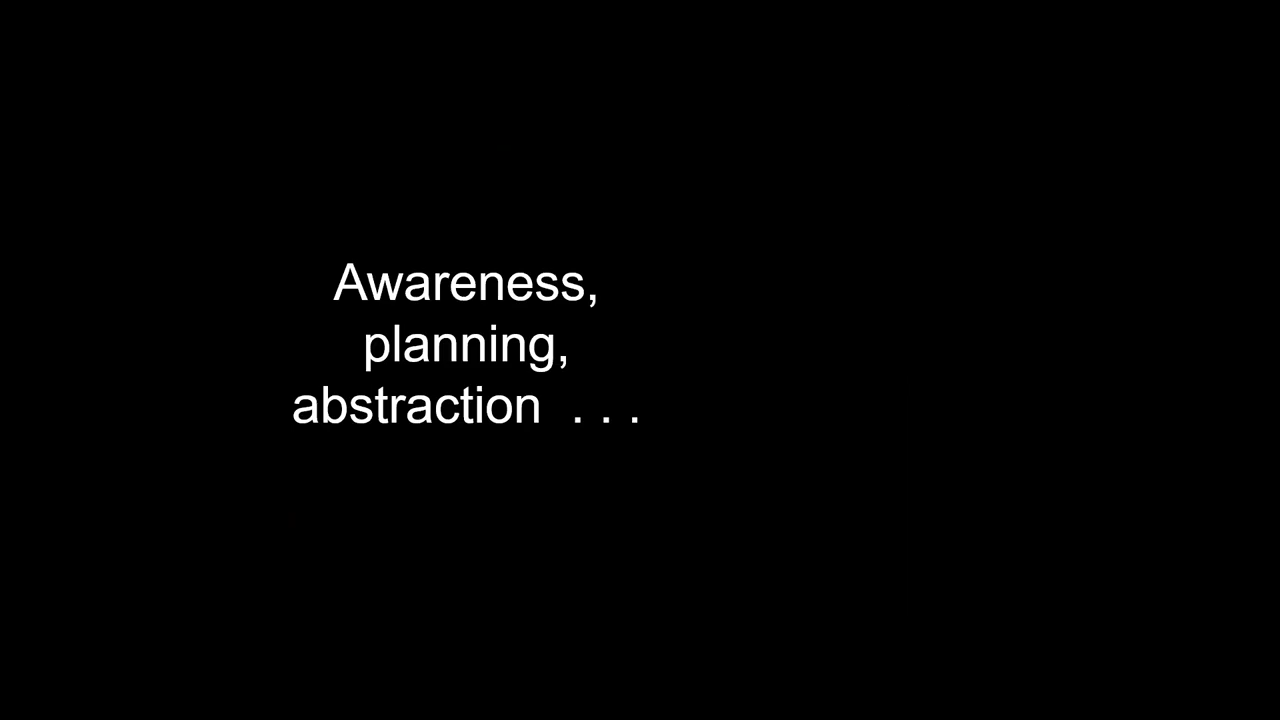 Awareness,
planning,
abstraction  . . .